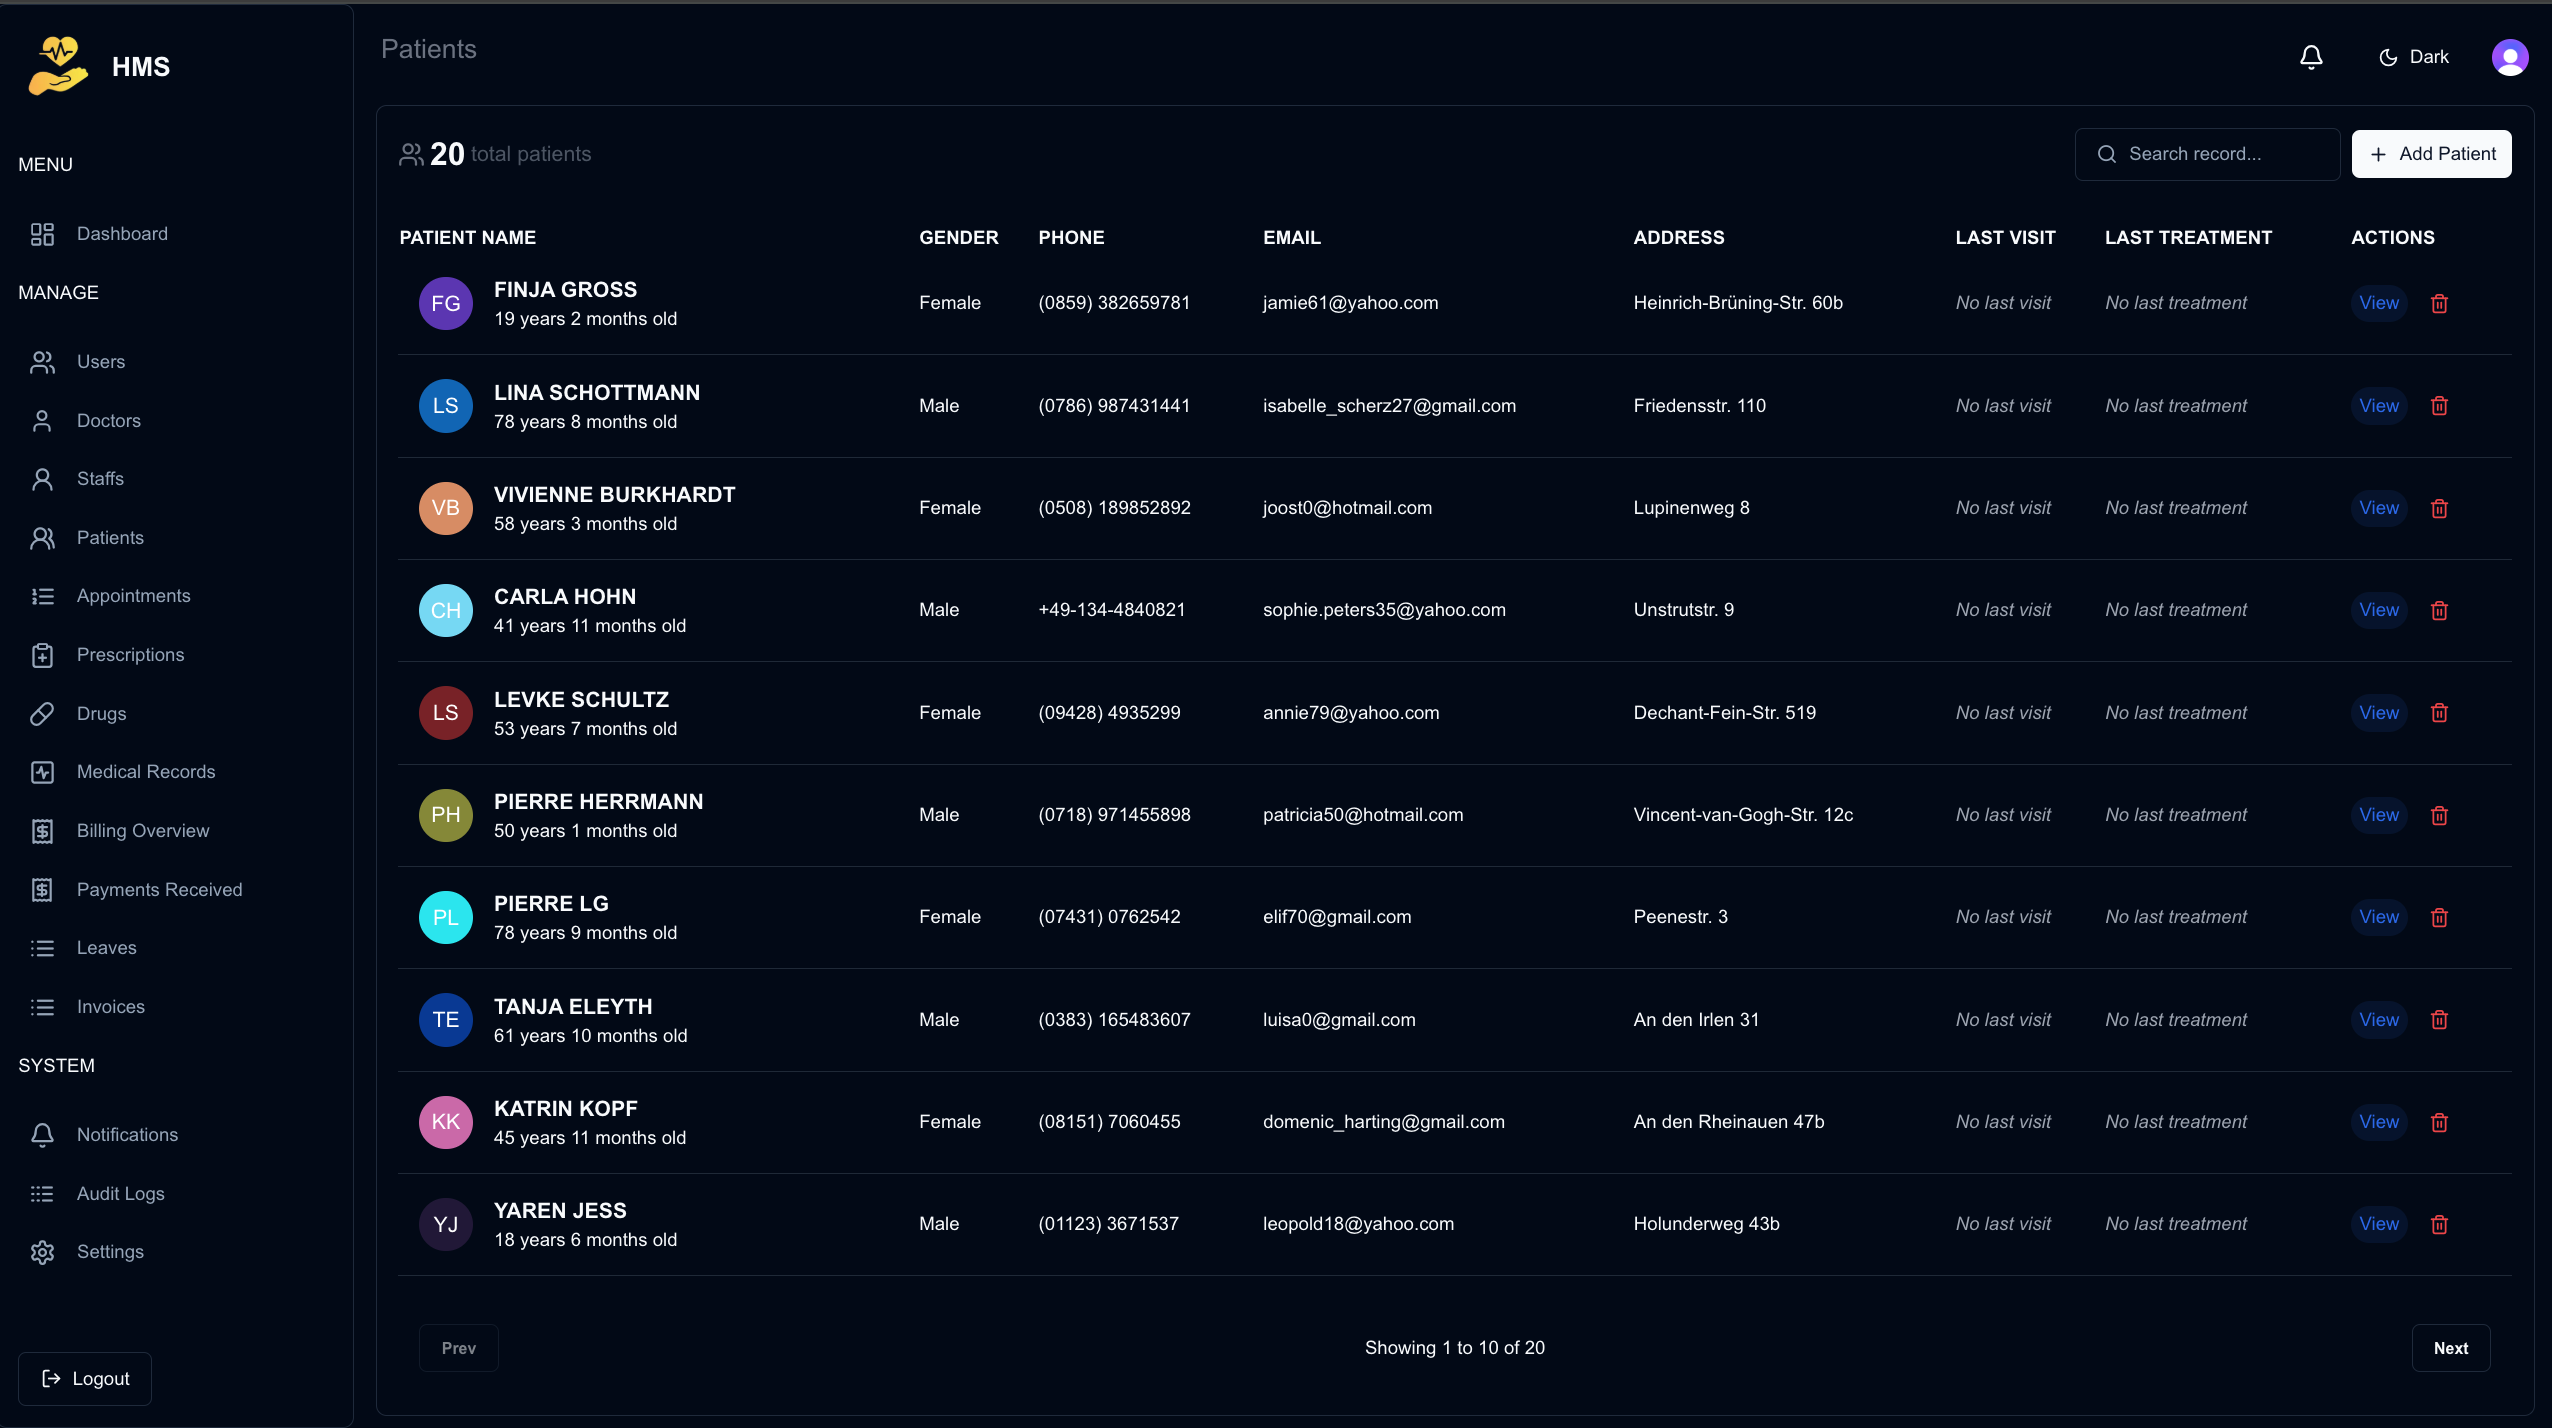 HMS
MENU
Dashboard
MANAGE
Users
Doctors
Staffs
Patients
Appointments
Prescriptions
Drugs
Medical Records
Billing Overview
Payments Received
Leaves
Invoices
SYSTEM
Notifications
Audit Logs
Settings
Logout
Patients
Dark
20 total patients
Search record...
Add Patient
PATIENT NAME GENDER PHONE EMAIL ADDRESS LAST VISIT LAST TREATMENT ACTIONS
FG FINJA GROSS Female (0859) 382659781 jamie61@yahoo.com Heinrich-Brüning-Str. 60b No last visit No last treatment View
19 years 2 months old
LS LINA SCHOTTMANN Male (0786) 987431441 isabelle_scherz27@gmail.com Friedensstr. 110 No last visit No last treatment View
78 years 8 months old
VB VIVIENNE BURKHARDT Female (0508) 189852892 joost0@hotmail.com Lupinenweg 8 No last visit No last treatment View
58 years 3 months old
CH CARLA HOHN Male +49-134-4840821 sophie.peters35@yahoo.com Unstrutstr. 9 No last visit No last treatment View
41 years 11 months old
LS LEVKE SCHULTZ Female (09428) 4935299 annie79@yahoo.com Dechant-Fein-Str. 519 No last visit No last treatment View
53 years 7 months old
PH PIERRE HERRMANN Male (0718) 971455898 patricia50@hotmail.com Vincent-van-Gogh-Str. 12c No last visit No last treatment View
50 years 1 months old
PL PIERRE LG Female (07431) 0762542 elif70@gmail.com Peenestr. 3 No last visit No last treatment View
78 years 9 months old
TE TANJA ELEYTH Male (0383) 165483607 luisa0@gmail.com An den Irlen 31 No last visit No last treatment View
61 years 10 months old
KK KATRIN KOPF Female (08151) 7060455 domenic_harting@gmail.com An den Rheinauen 47b No last visit No last treatment View
45 years 11 months old
YJ YAREN JESS Male (01123) 3671537 leopold18@yahoo.com Holunderweg 43b No last visit No last treatment View
18 years 6 months old
Prev Showing 1 to 10 of 20 Next